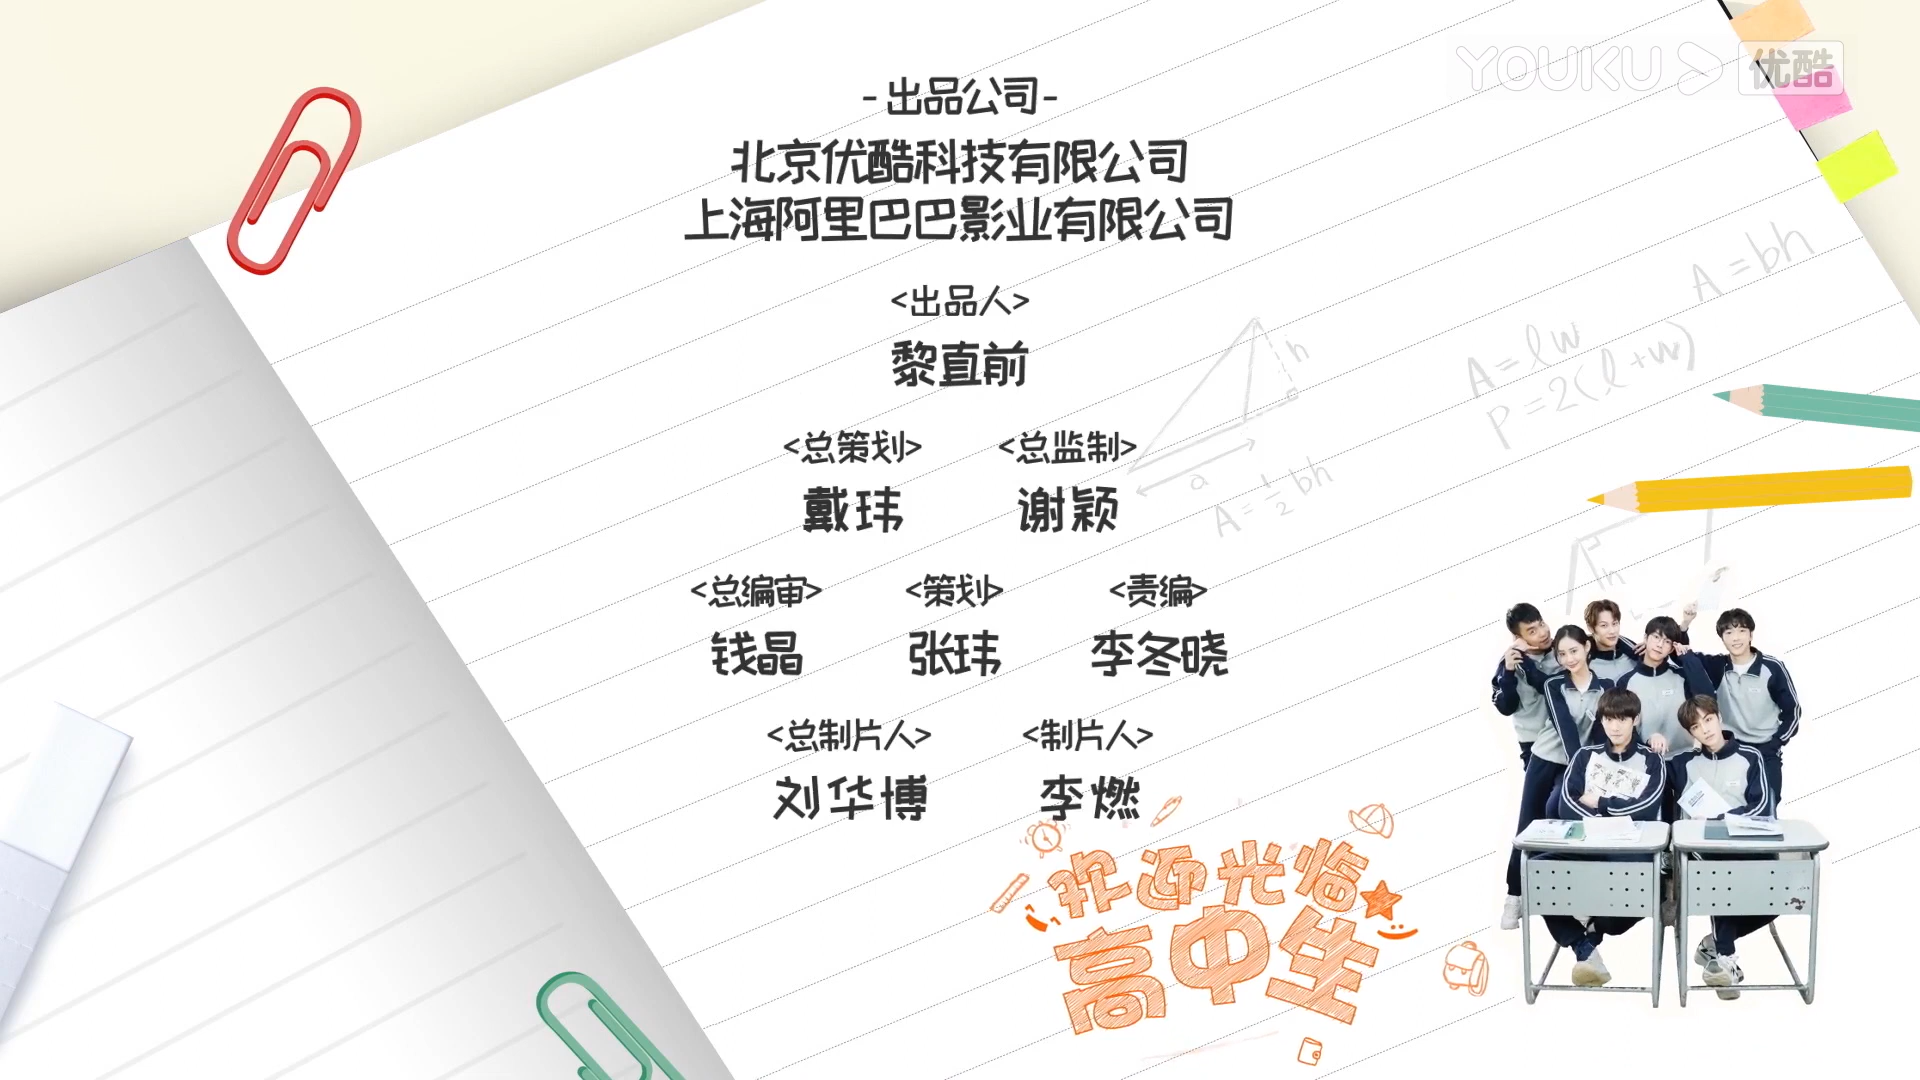 YOUKU 优酷
- 出品公司 -
北京优酷科技有限公司
上海阿里巴巴影业有限公司
<出品人>
黎直前
<总策划> <总监制>
戴玮 谢颖
<总编审> <策划> <责编>
钱晶 张玮 李冬晓
<总制片人> <制片人>
刘华博 李燃
A=bh
h
A=lw
P=2(l+w)
a
A=½bh
h
欢迎光临
高中生